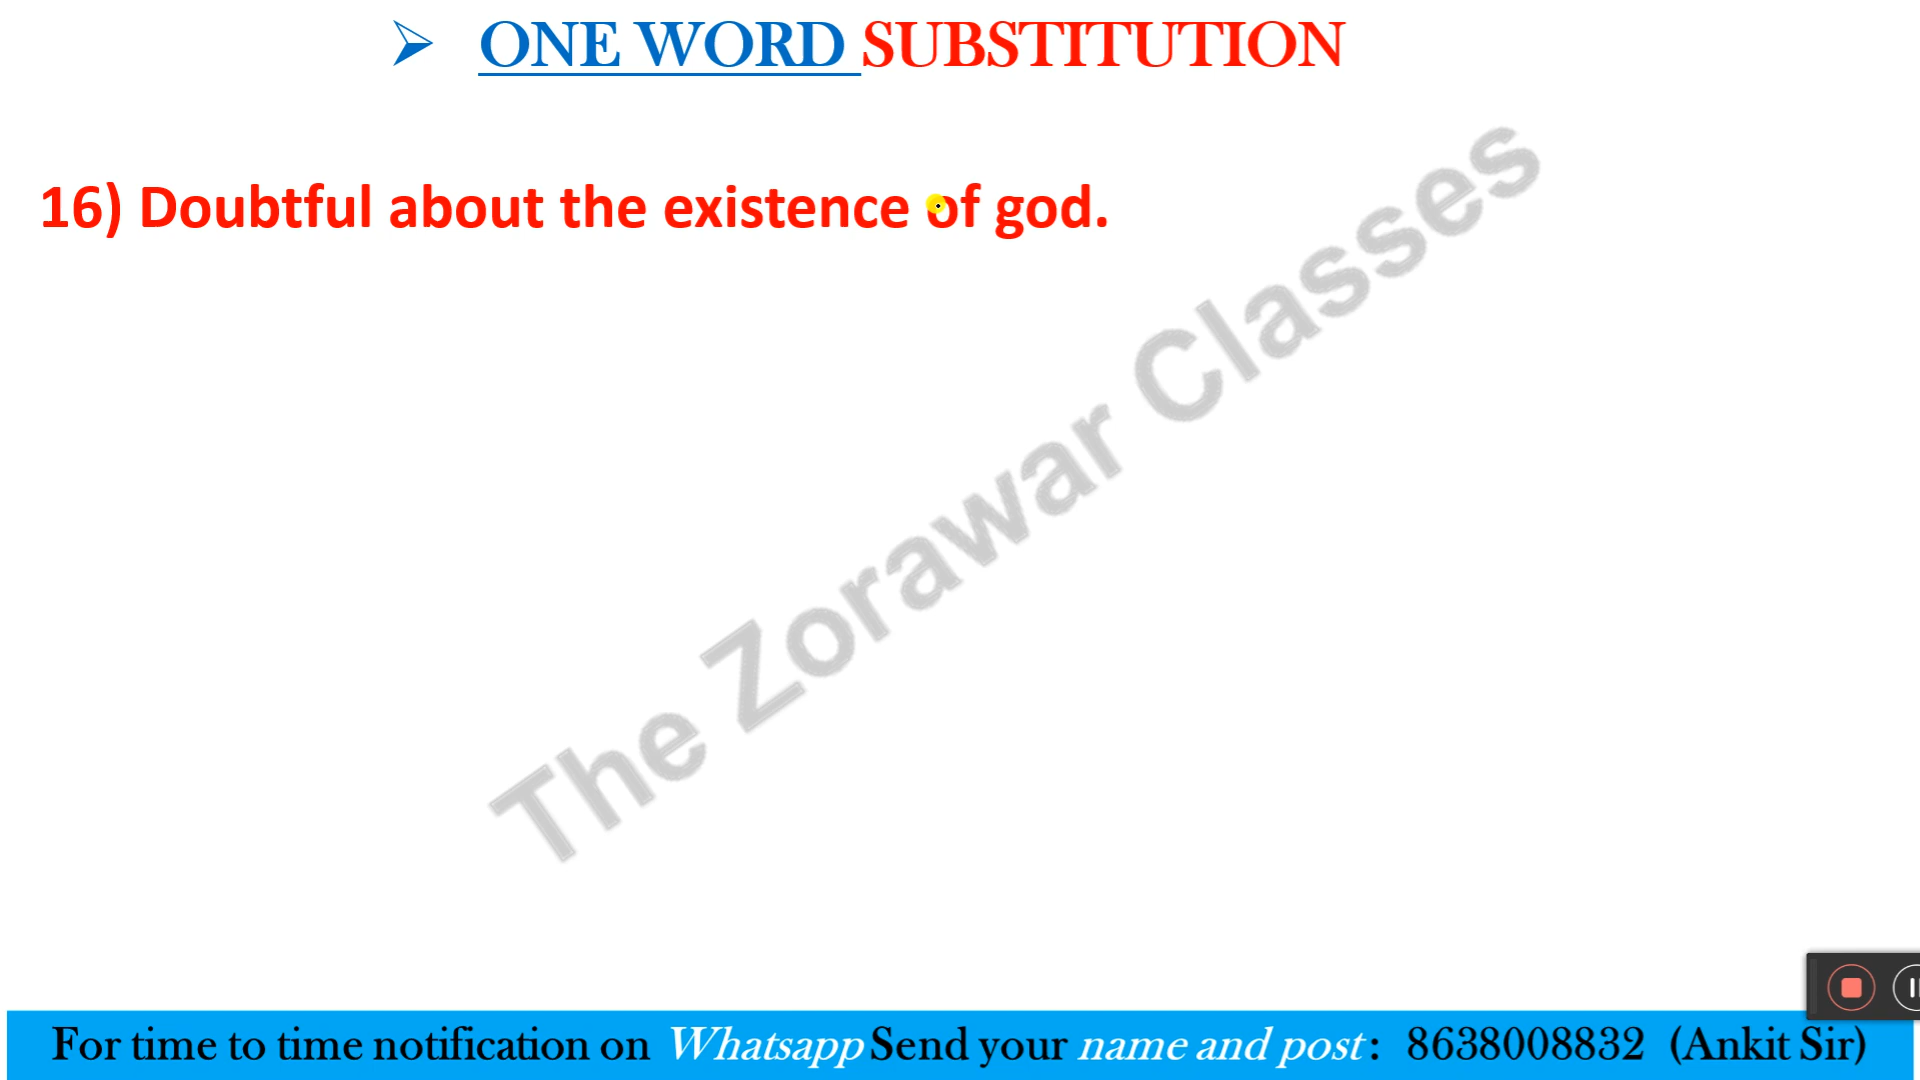 ONE WORD SUBSTITUTION
16) Doubtful about the existence of god.
The Zorawar Classes
For time to time notification on Whatsapp Send your name and post : 8638008832 (Ankit Sir)